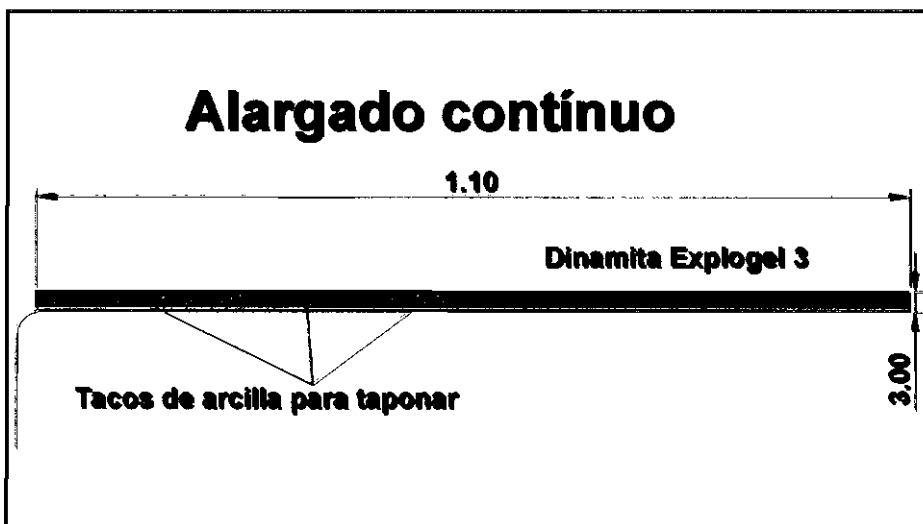 Alargado contínuo
1.10
Dinamita Explogel 3
3.00
Tacos de arcilla para taponar